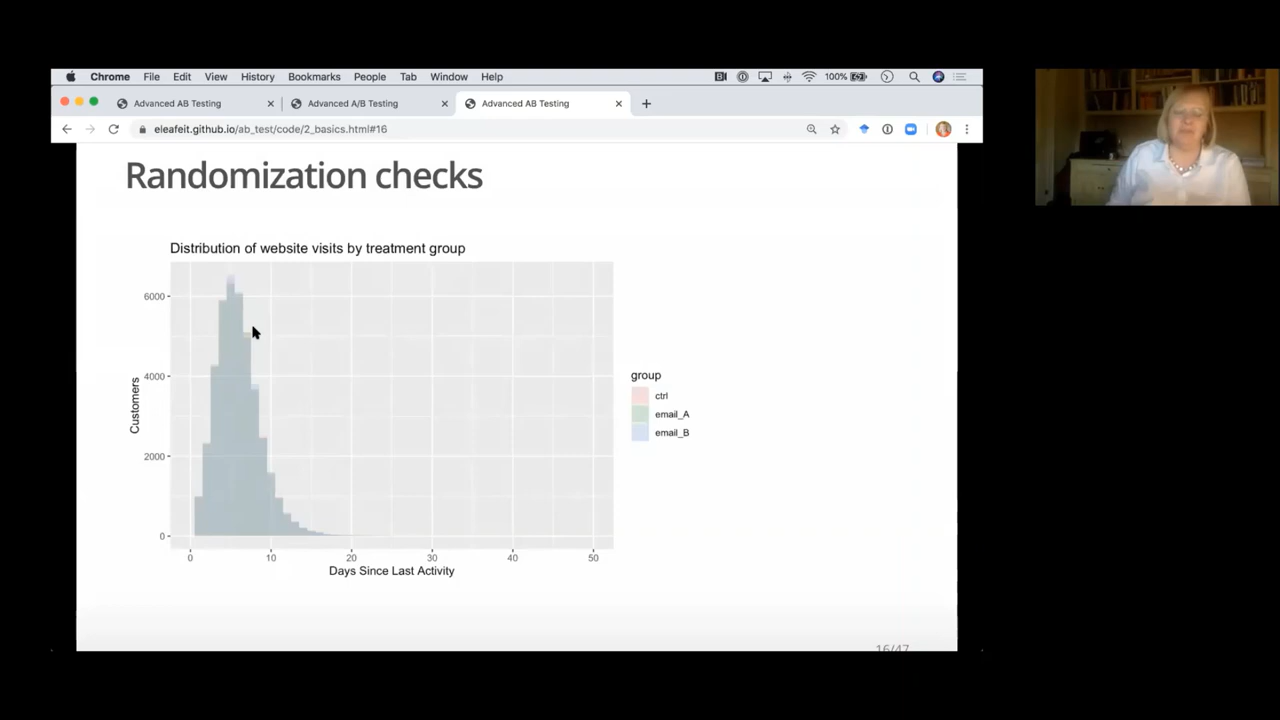 Chrome File Edit View History Bookmarks People Tab Window Help 100%
Advanced AB Testing Advanced A/B Testing Advanced AB Testing
eleafeit.github.io/ab_test/code/2_basics.html#16
Randomization checks
Distribution of website visits by treatment group
6000
4000
2000
0
Customers
0 10 20 30 40 50
Days Since Last Activity
group
ctrl
email_A
email_B
16/47